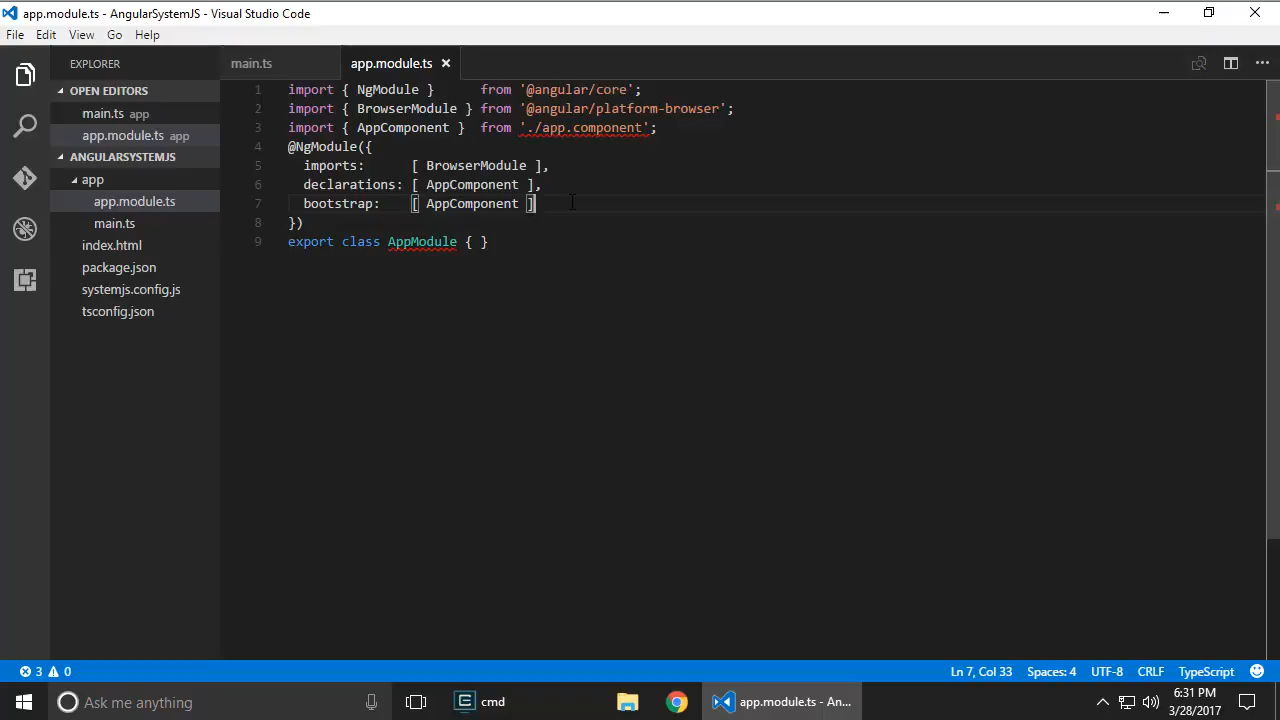 app.module.ts - AngularSystemJS - Visual Studio Code
File Edit View Go Help
EXPLORER
OPEN EDITORS
main.ts app
app.module.ts app
ANGULARSYSTEMJS
app
app.module.ts
main.ts
index.html
package.json
systemjs.config.js
tsconfig.json
main.ts app.module.ts
1 import { NgModule }      from '@angular/core';
2 import { BrowserModule } from '@angular/platform-browser';
3 import { AppComponent }  from './app.component';
4 @NgModule({
5   imports:      [ BrowserModule ],
6   declarations: [ AppComponent ],
7   bootstrap:    [ AppComponent ]
8 })
9 export class AppModule { }
3 0 Ln 7, Col 33 Spaces: 4 UTF-8 CRLF TypeScript
Ask me anything cmd app.module.ts - An... 6:31 PM
3/28/2017